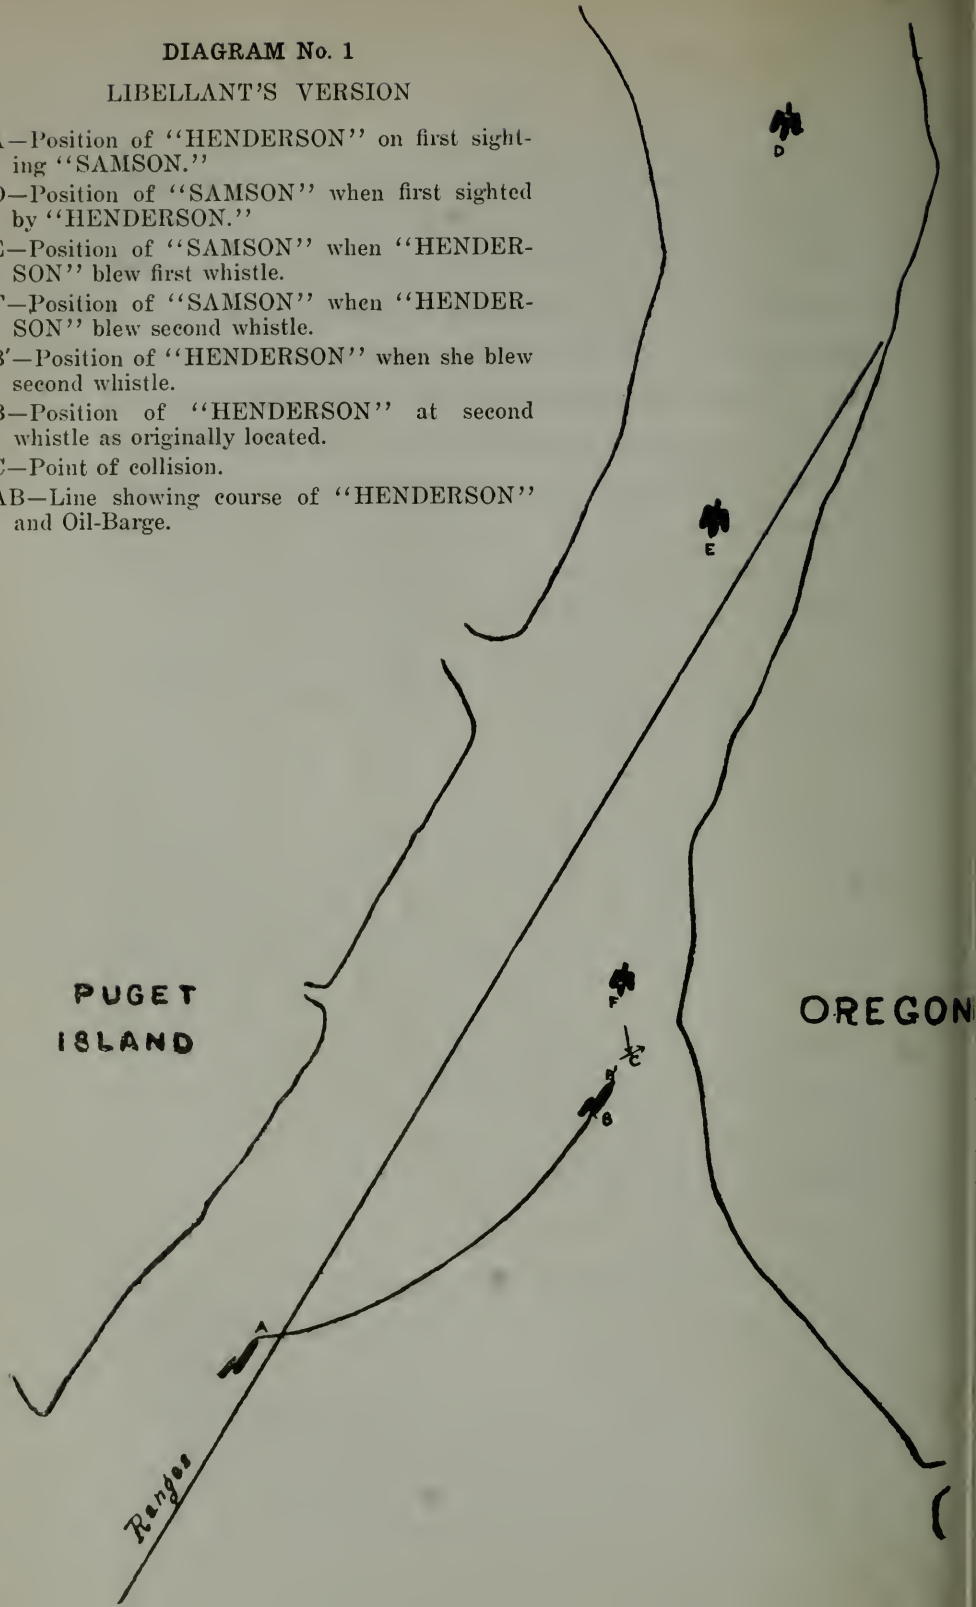 DIAGRAM No. 1
LIBELLANT'S VERSION
—Position of "HENDERSON" on first sight-
ing "SAMSON."
—Position of "SAMSON" when first sighted
by "HENDERSON."
—Position of "SAMSON" when "HENDER-
SON" blew first whistle.
—Position of "SAMSON" when "HENDER-
SON" blew second whistle.
B'—Position of "HENDERSON" when she blew
second whistle.
B—Position of "HENDERSON" at second
whistle as originally located.
C—Point of collision.
AB—Line showing course of "HENDERSON"
and Oil-Barge.
D
E
PUGET
ISLAND
F
OREGON
C
B'
B
A
Ranges